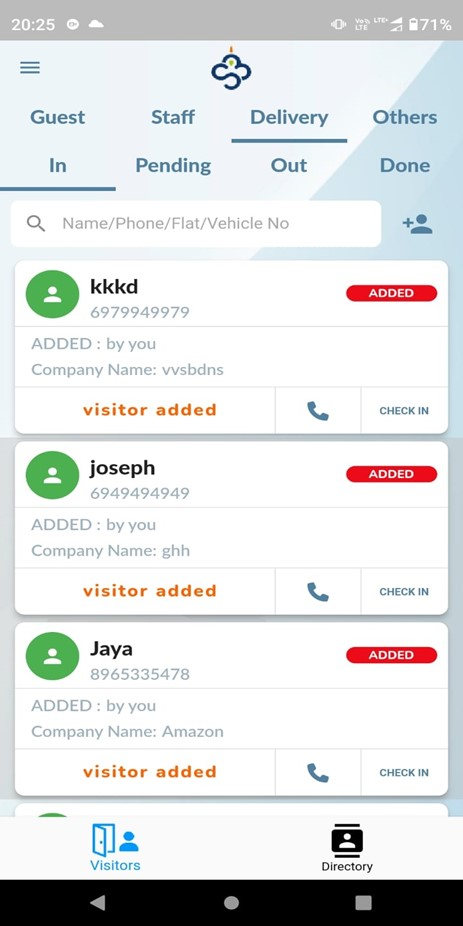 20:25 71%
Guest Staff Delivery Others
In Pending Out Done
Name/Phone/Flat/Vehicle No
kkkd ADDED
6979949979
ADDED : by you
Company Name: vvsbdns
visitor added CHECK IN
joseph ADDED
6949494949
ADDED : by you
Company Name: ghh
visitor added CHECK IN
Jaya ADDED
8965335478
ADDED : by you
Company Name: Amazon
visitor added CHECK IN
Visitors Directory